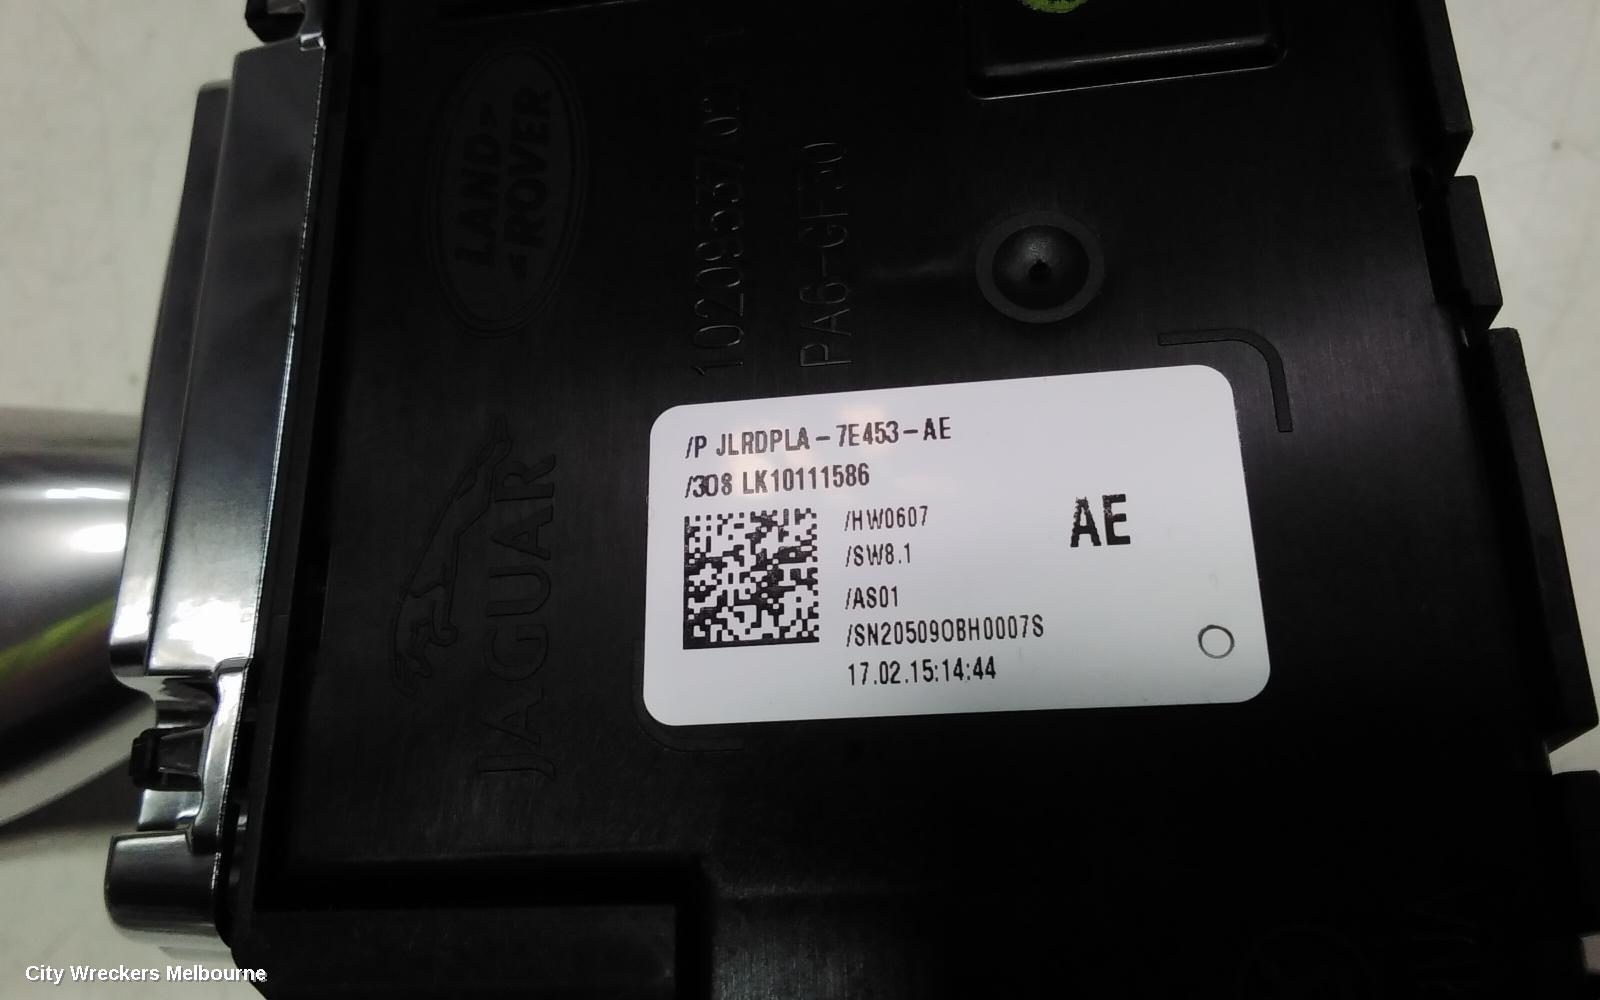 LAND
ROVER
JAGUAR
PA6-GF30
/P JLRDPLA-7E453-AE
/3OS LK10111586
/HW0607
/SW8.1
/AS01
/SN20509OBH0007S
17.02.15:14:44
AE
City Wreckers Melbourne